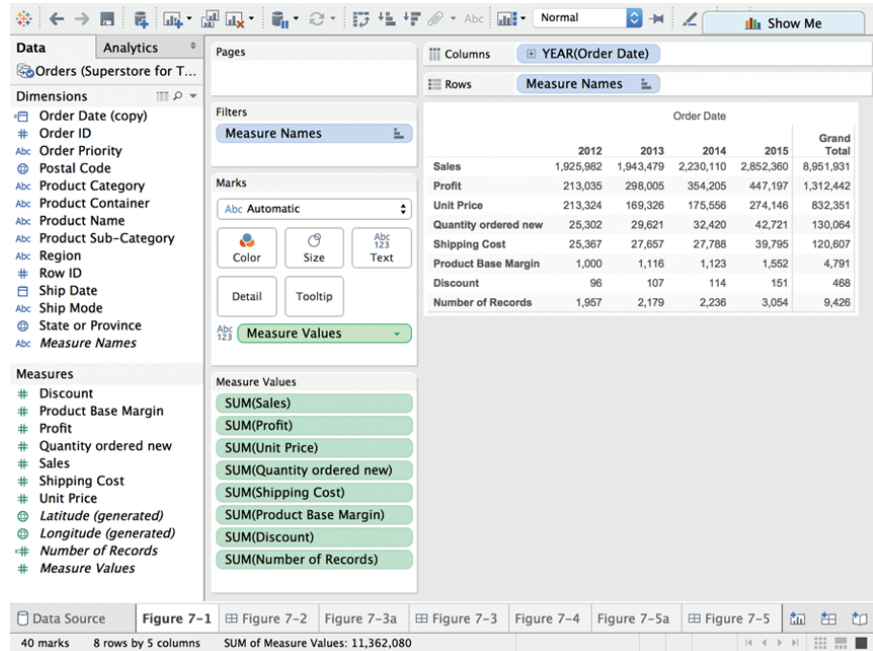 Abc
Normal
Show Me
Data
Analytics
Orders (Superstore for T...
Dimensions
Order Date (copy)
# Order ID
Abc Order Priority
Postal Code
Abc Product Category
Abc Product Container
Abc Product Name
Abc Product Sub-Category
Abc Region
# Row ID
Ship Date
Abc Ship Mode
State or Province
Abc Measure Names
Measures
# Discount
# Product Base Margin
# Profit
# Quantity ordered new
# Sales
# Shipping Cost
# Unit Price
Latitude (generated)
Longitude (generated)
=# Number of Records
# Measure Values
Pages
Filters
Measure Names
Marks
Abc Automatic
Color
Size
Abc
123
Text
Detail
Tooltip
Abc
123
Measure Values
Measure Values
SUM(Sales)
SUM(Profit)
SUM(Unit Price)
SUM(Quantity ordered new)
SUM(Shipping Cost)
SUM(Product Base Margin)
SUM(Discount)
SUM(Number of Records)
Columns
YEAR(Order Date)
Rows
Measure Names
Order Date
2012 2013 2014 2015 Grand Total
Sales 1,925,982 1,943,479 2,230,110 2,852,360 8,951,931
Profit 213,035 298,005 354,205 447,197 1,312,442
Unit Price 213,324 169,326 175,556 274,146 832,351
Quantity ordered new 25,302 29,621 32,420 42,721 130,064
Shipping Cost 25,367 27,657 27,788 39,795 120,607
Product Base Margin 1,000 1,116 1,123 1,552 4,791
Discount 96 107 114 151 468
Number of Records 1,957 2,179 2,236 3,054 9,426
Data Source
Figure 7-1
Figure 7-2
Figure 7-3a
Figure 7-3
Figure 7-4
Figure 7-5a
Figure 7-5
40 marks 8 rows by 5 columns SUM of Measure Values: 11,362,080